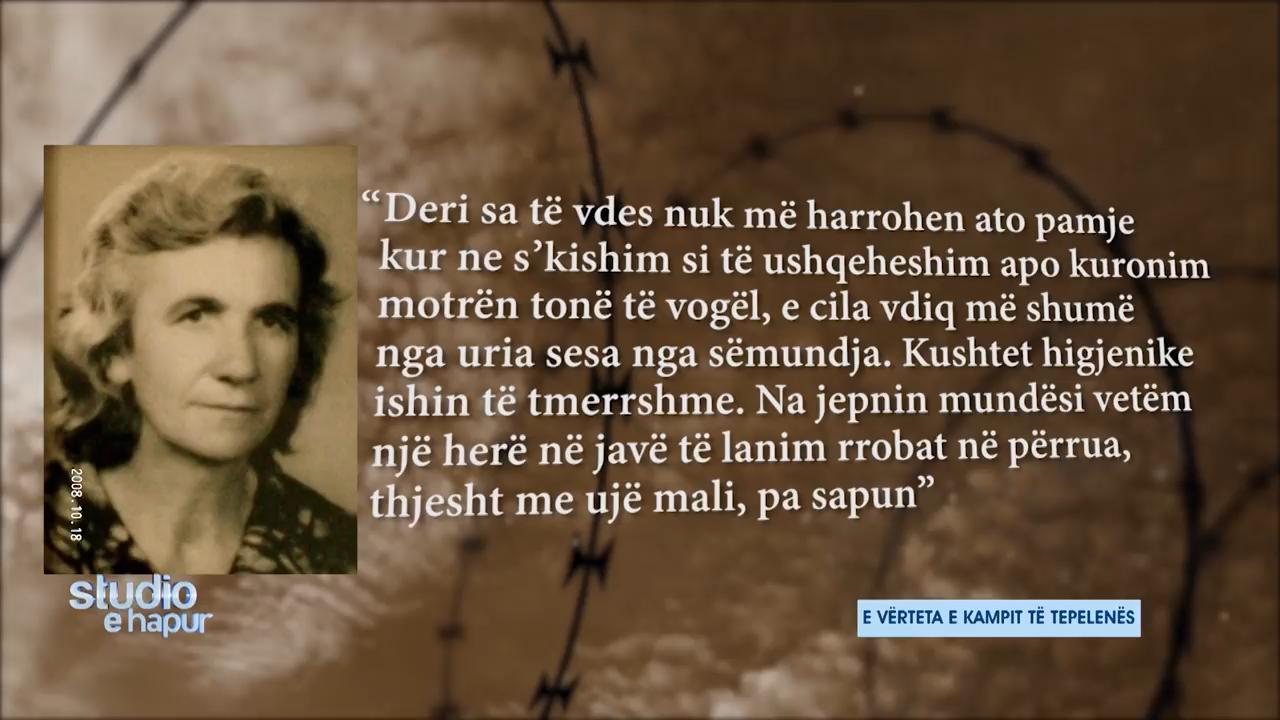 “Deri sa të vdes nuk më harrohen ato pamje
kur ne s’kishim si të ushqeheshim apo kuronim
motrën tonë të vogël, e cila vdiq më shumë
nga uria sesa nga sëmundja. Kushtet higjenike
ishin të tmerrshme. Na jepnin mundësi vetëm
një herë në javë të lanim rrobat në përrua,
thjesht me ujë mali, pa sapun”
2008.10.18
studio
e hapur
E VËRTETA E KAMPIT TË TEPELENËS